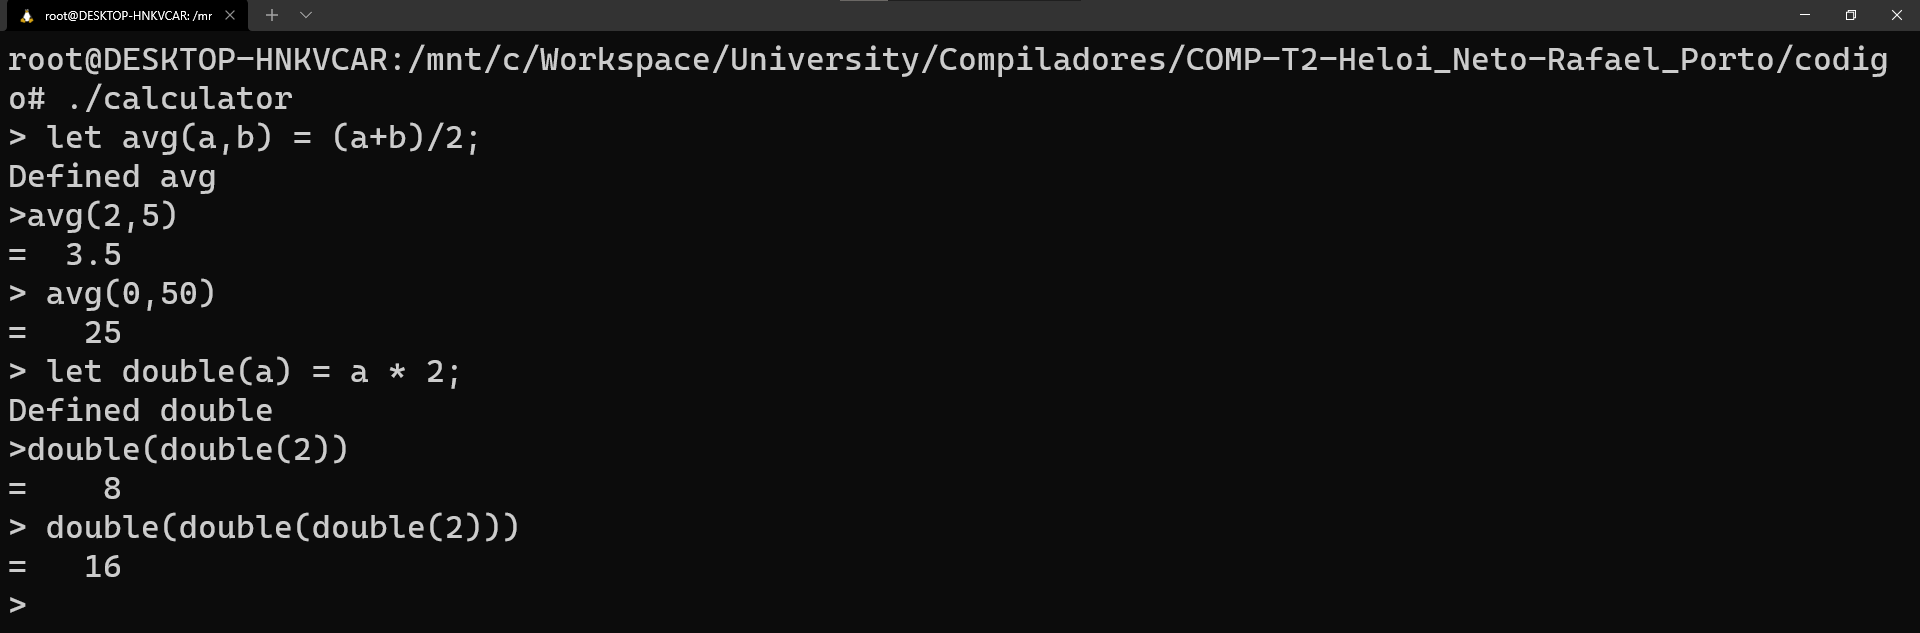 root@DESKTOP-HNKVCAR: /mr
root@DESKTOP-HNKVCAR:/mnt/c/Workspace/University/Compiladores/COMP-T2-Heloi_Neto-Rafael_Porto/codig
o# ./calculator
> let avg(a,b) = (a+b)/2;
Defined avg
>avg(2,5)
=  3.5
> avg(0,50)
=   25
> let double(a) = a * 2;
Defined double
>double(double(2))
=    8
> double(double(double(2)))
=   16
>